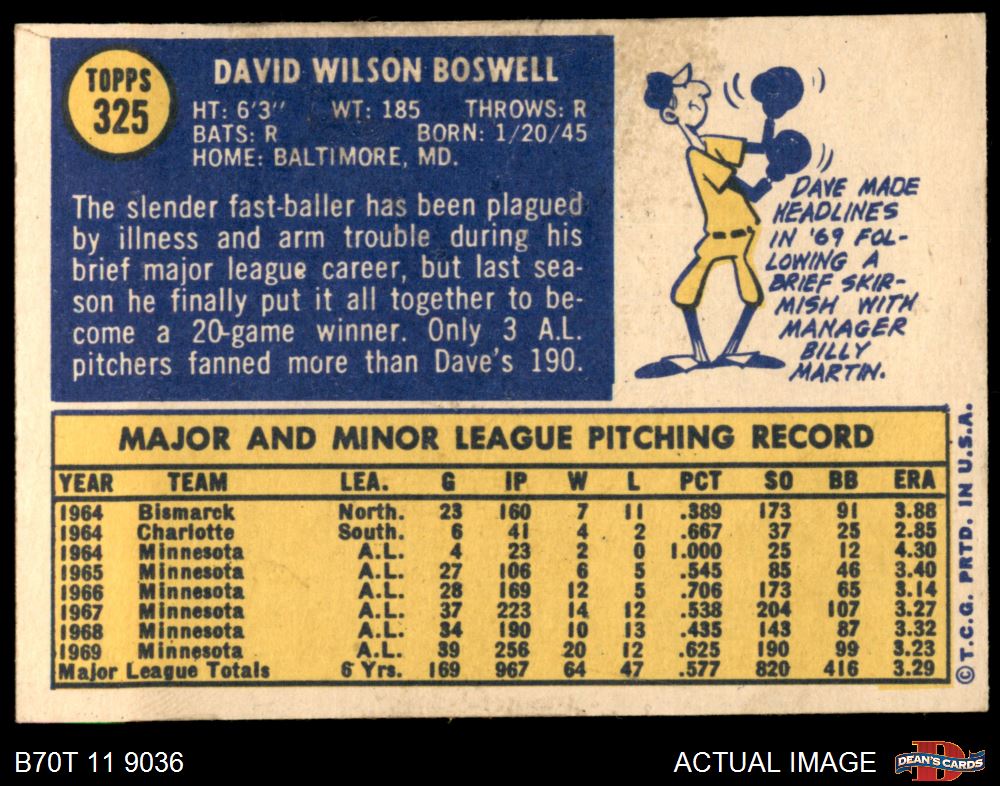 TOPPS
325
DAVID WILSON BOSWELL
HT: 6'3" WT: 185 THROWS: R
BATS: R BORN: 1/20/45
HOME: BALTIMORE, MD.
The slender fast-baller has been plagued
by illness and arm trouble during his
brief major league career, but last sea-
son he finally put it all together to be-
come a 20-game winner. Only 3 A.L.
pitchers fanned more than Dave's 190.
DAVE MADE
HEADLINES
IN '69 FOL-
LOWING A
BRIEF SKIR-
MISH WITH
MANAGER
BILLY
MARTIN.
MAJOR AND MINOR LEAGUE PITCHING RECORD
YEAR TEAM LEA. G IP W L PCT SO BB ERA
1964 Bismarck North. 23 160 7 11 .389 173 91 3.88
1964 Charlotte South. 6 41 4 2 .667 37 25 2.85
1964 Minnesota A.L. 4 23 2 0 1.000 25 12 4.30
1965 Minnesota A.L. 27 106 6 5 .545 85 46 3.40
1966 Minnesota A.L. 28 169 12 5 .706 173 65 3.14
1967 Minnesota A.L. 37 223 14 12 .538 204 107 3.27
1968 Minnesota A.L. 34 190 10 13 .435 143 87 3.32
1969 Minnesota A.L. 39 256 20 12 .625 190 99 3.23
Major League Totals 6 Yrs. 169 967 64 47 .577 820 416 3.29
© T.C.G. PRTD. IN U.S.A.
B70T 11 9036
ACTUAL IMAGE
D
DEAN'S CARDS